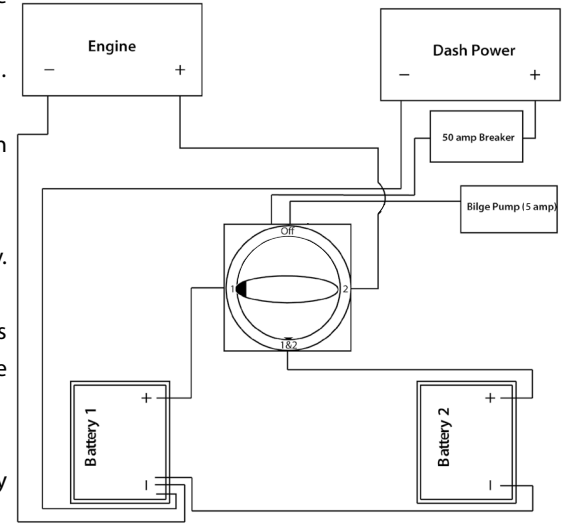 Engine
− +
Dash Power
− +
50 amp Breaker
Bilge Pump (5 amp)
Off
1 2
1&2
Battery 1
+
−
Battery 2
+
−